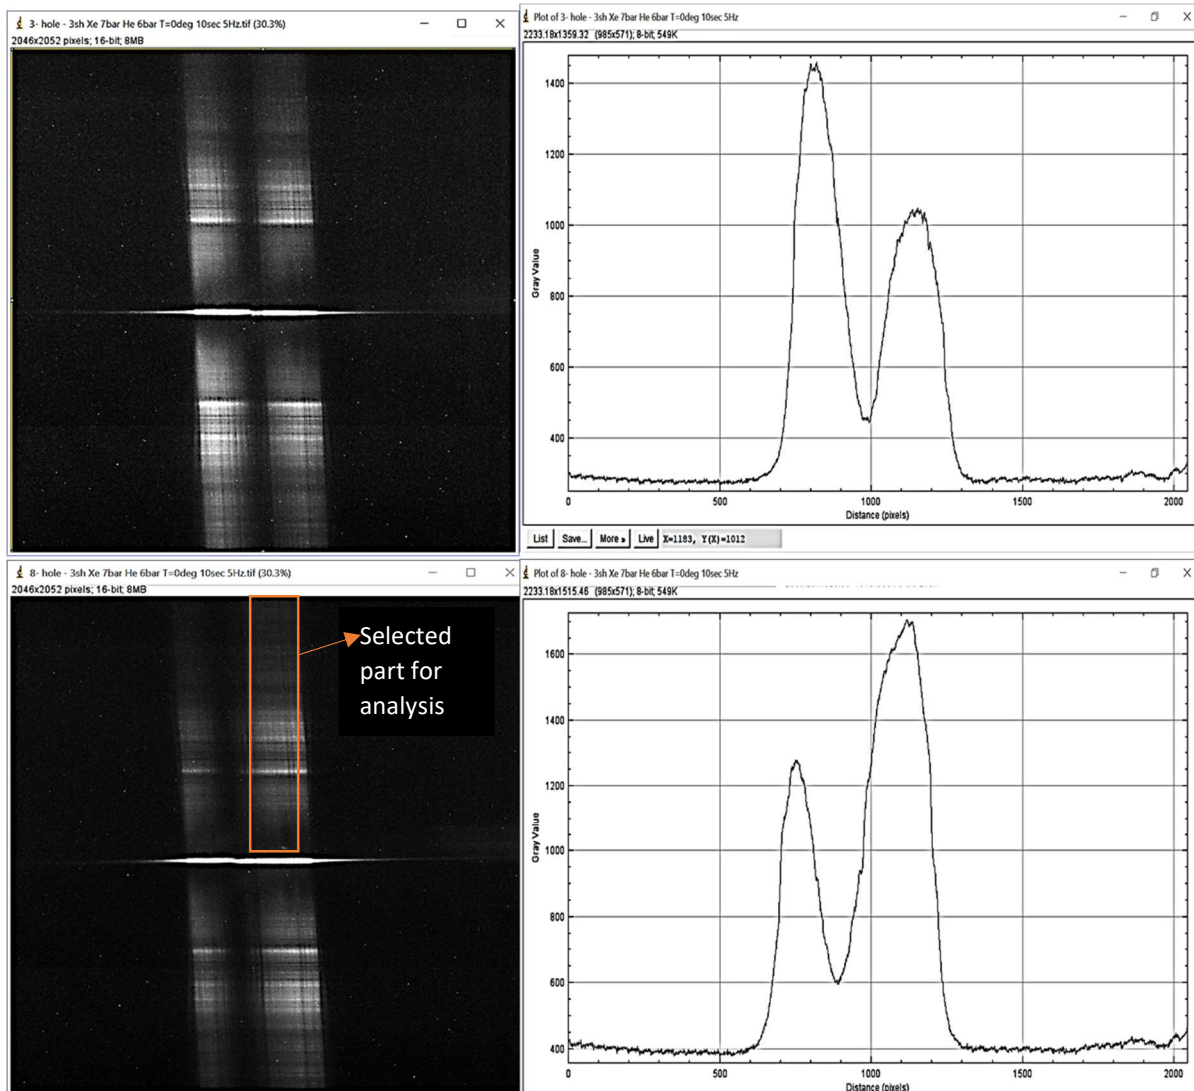 3- hole - 3sh Xe 7bar He 6bar T=0deg 10sec 5Hz.tif (30.3%)
2046x2052 pixels; 16-bit; 8MB
Plot of 3- hole - 3sh Xe 7bar He 6bar T=0deg 10sec 5Hz
2233.18x1359.32 (985x571); 8-bit; 549K
1400
1200
1000
800
600
400
Gray Value
0
500
1000
1500
2000
Distance (pixels)
List Save... More » Live X=1183, Y(X)=1012
8- hole - 3sh Xe 7bar He 6bar T=0deg 10sec 5Hz.tif (30.3%)
2046x2052 pixels; 16-bit; 8MB
Selected
part for
analysis
Plot of 8- hole - 3sh Xe 7bar He 6bar T=0deg 10sec 5Hz
2233.18x1515.46 (985x571); 8-bit; 549K
1600
1400
1200
1000
800
600
400
Gray Value
0
500
1000
1500
2000
Distance (pixels)